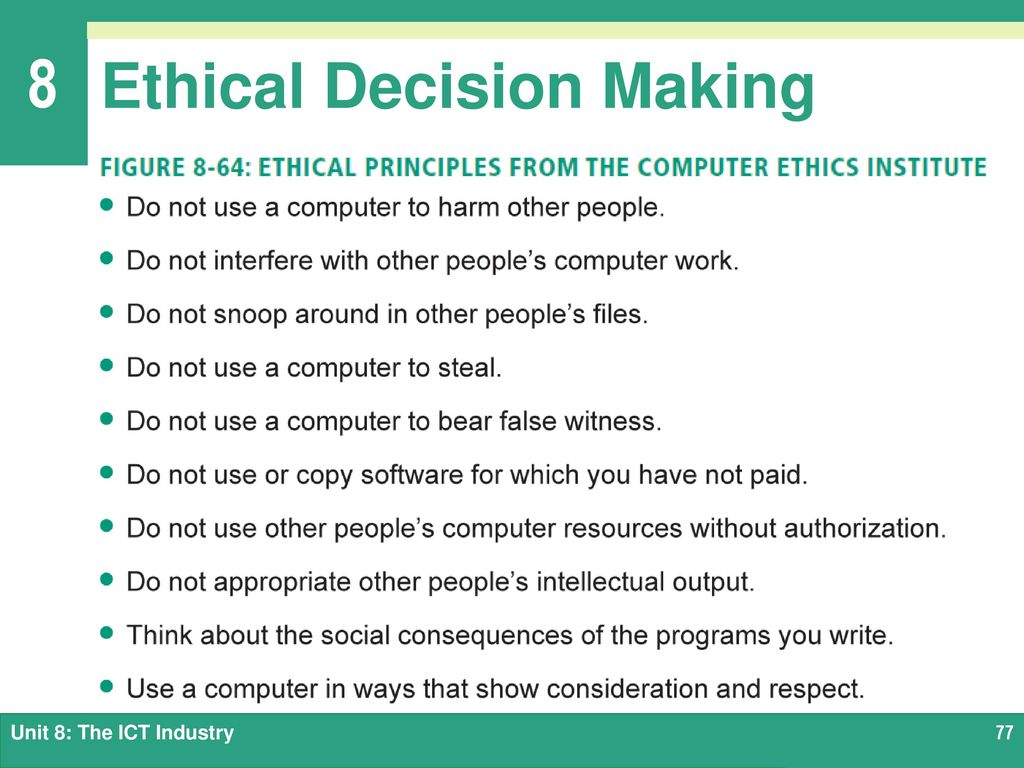 8
Ethical Decision Making
FIGURE 8-64: ETHICAL PRINCIPLES FROM THE COMPUTER ETHICS INSTITUTE
• Do not use a computer to harm other people.
• Do not interfere with other people’s computer work.
• Do not snoop around in other people’s files.
• Do not use a computer to steal.
• Do not use a computer to bear false witness.
• Do not use or copy software for which you have not paid.
• Do not use other people’s computer resources without authorization.
• Do not appropriate other people’s intellectual output.
• Think about the social consequences of the programs you write.
• Use a computer in ways that show consideration and respect.
Unit 8: The ICT Industry
77